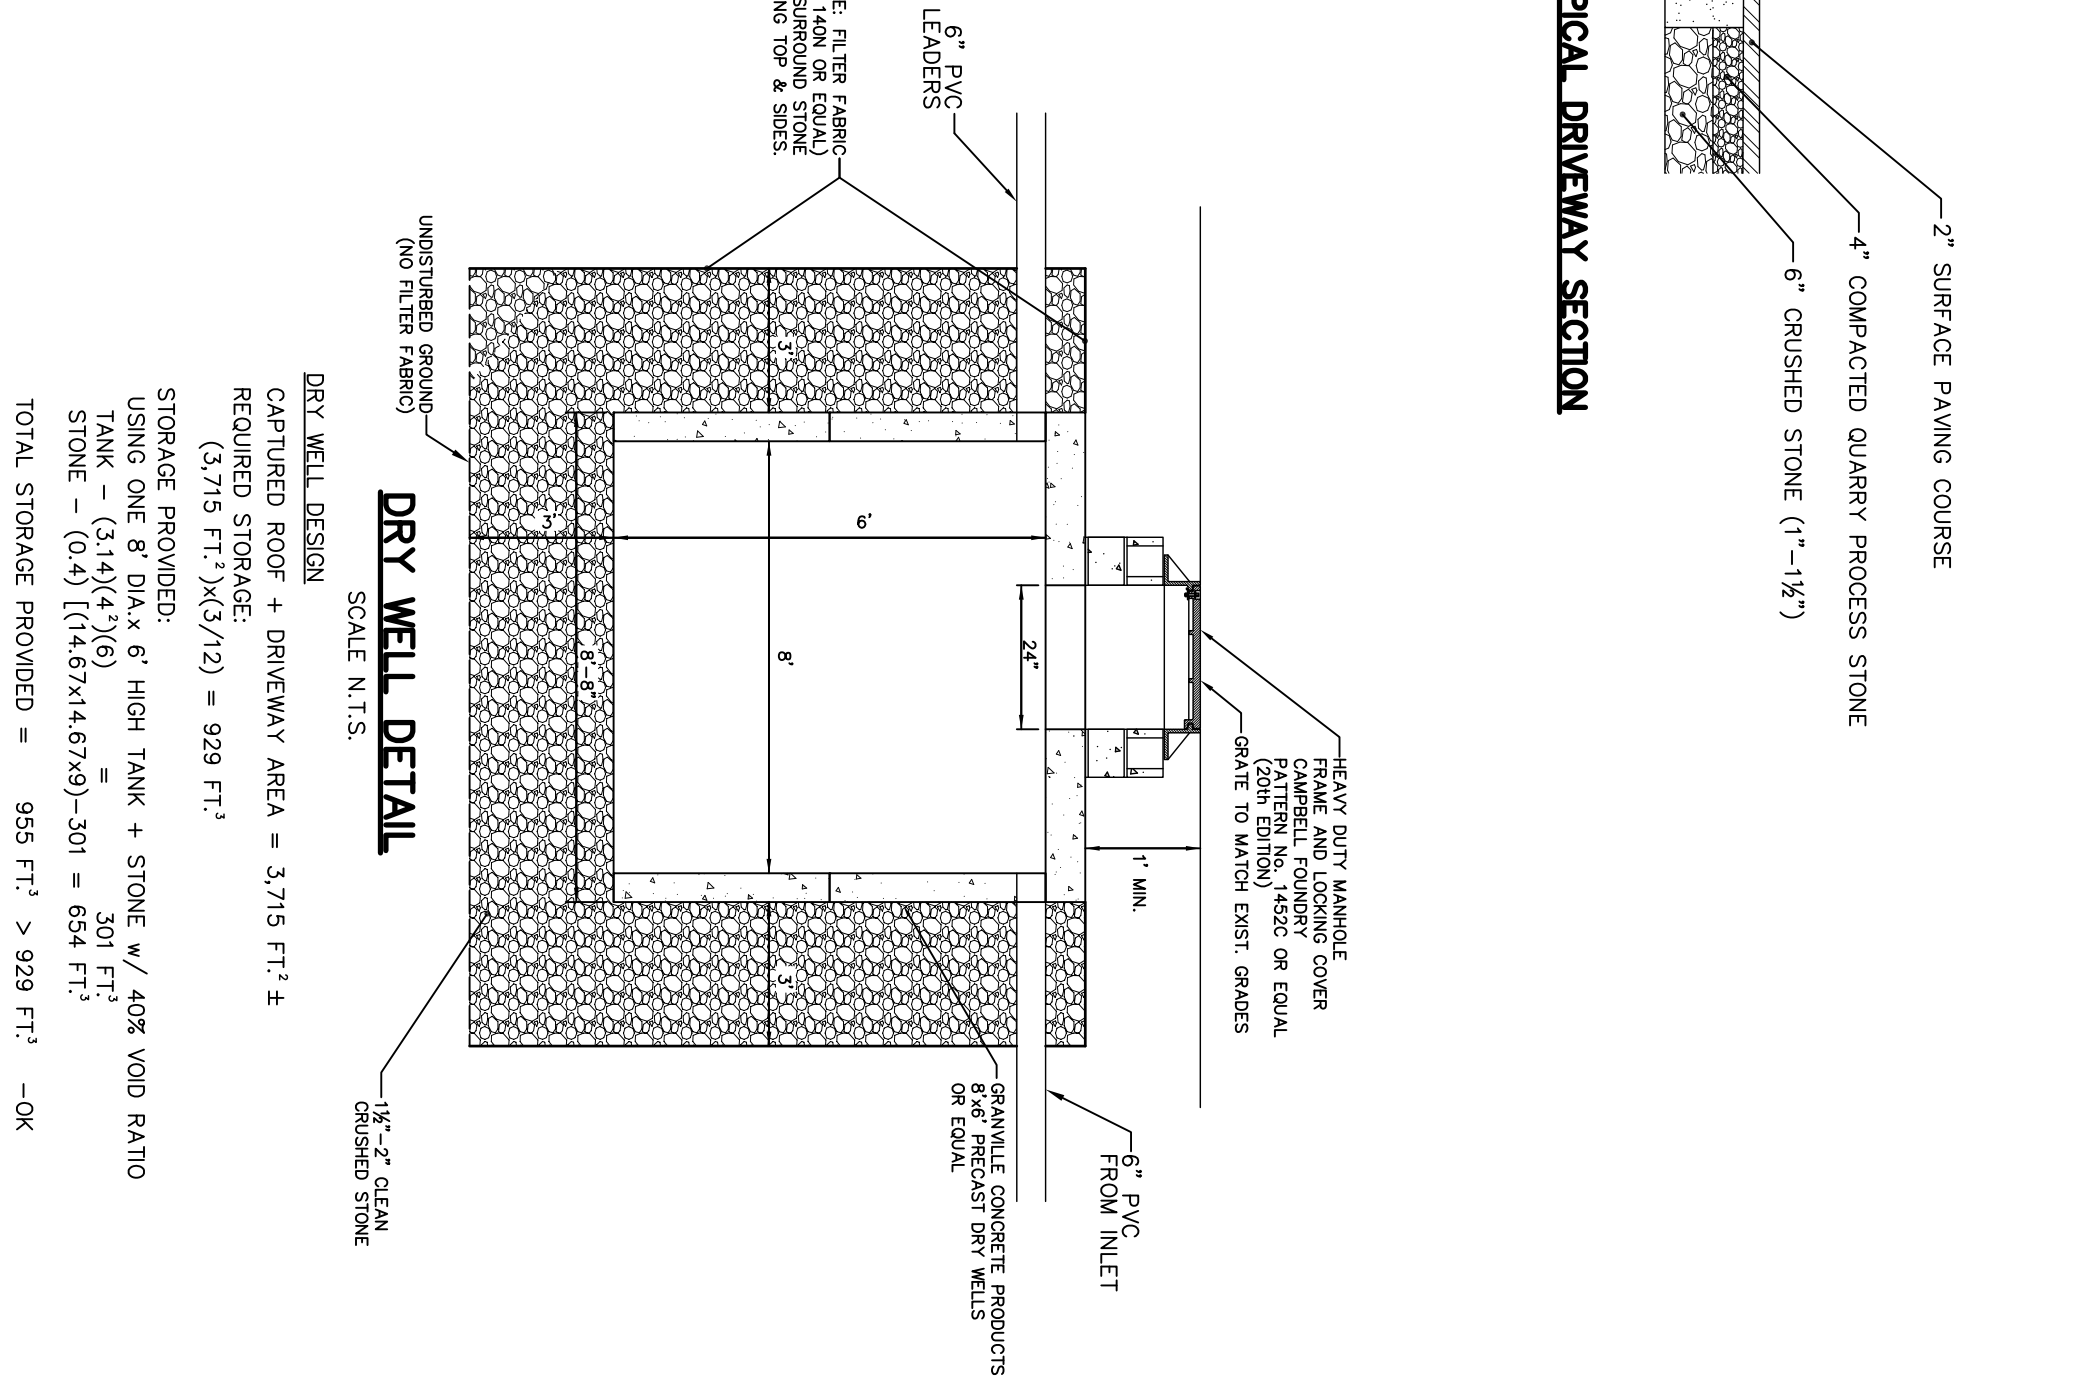 2" SURFACE PAVING COURSE
4" COMPACTED QUARRY PROCESS STONE
6" CRUSHED STONE (1"-1½")
PICAL DRIVEWAY SECTION
HEAVY DUTY MANHOLE
FRAME AND LOCKING COVER
CAMPBELL FOUNDRY
PATTERN No. 1452C OR EQUAL
(20th EDITION)
GRATE TO MATCH EXIST. GRADES
1' MIN.
6" PVC
FROM INLET
24"
6" PVC
LEADERS
GRANVILLE CONCRETE PRODUCTS
8'x6' PRECAST DRY WELLS
OR EQUAL
E: FILTER FABRIC
140N OR EQUAL)
SURROUND STONE
NG TOP & SIDES.
6'
3'
8'
3'
3'
8'-8"
UNDISTURBED GROUND
(NO FILTER FABRIC)
1½"-2" CLEAN
CRUSHED STONE
DRY WELL DETAIL
SCALE N.T.S.
DRY WELL DESIGN
CAPTURED ROOF + DRIVEWAY AREA = 3,715 FT.² ±
REQUIRED STORAGE:
(3,715 FT.²)x(3/12) = 929 FT.³
STORAGE PROVIDED:
USING ONE 8' DIA.x 6' HIGH TANK + STONE w/ 40% VOID RATIO
TANK - (3.14)(4²)(6) = 301 FT.³
STONE - (0.4) [(14.67x14.67x9)-301 = 654 FT.³
TOTAL STORAGE PROVIDED = 955 FT.³ > 929 FT.³ -OK